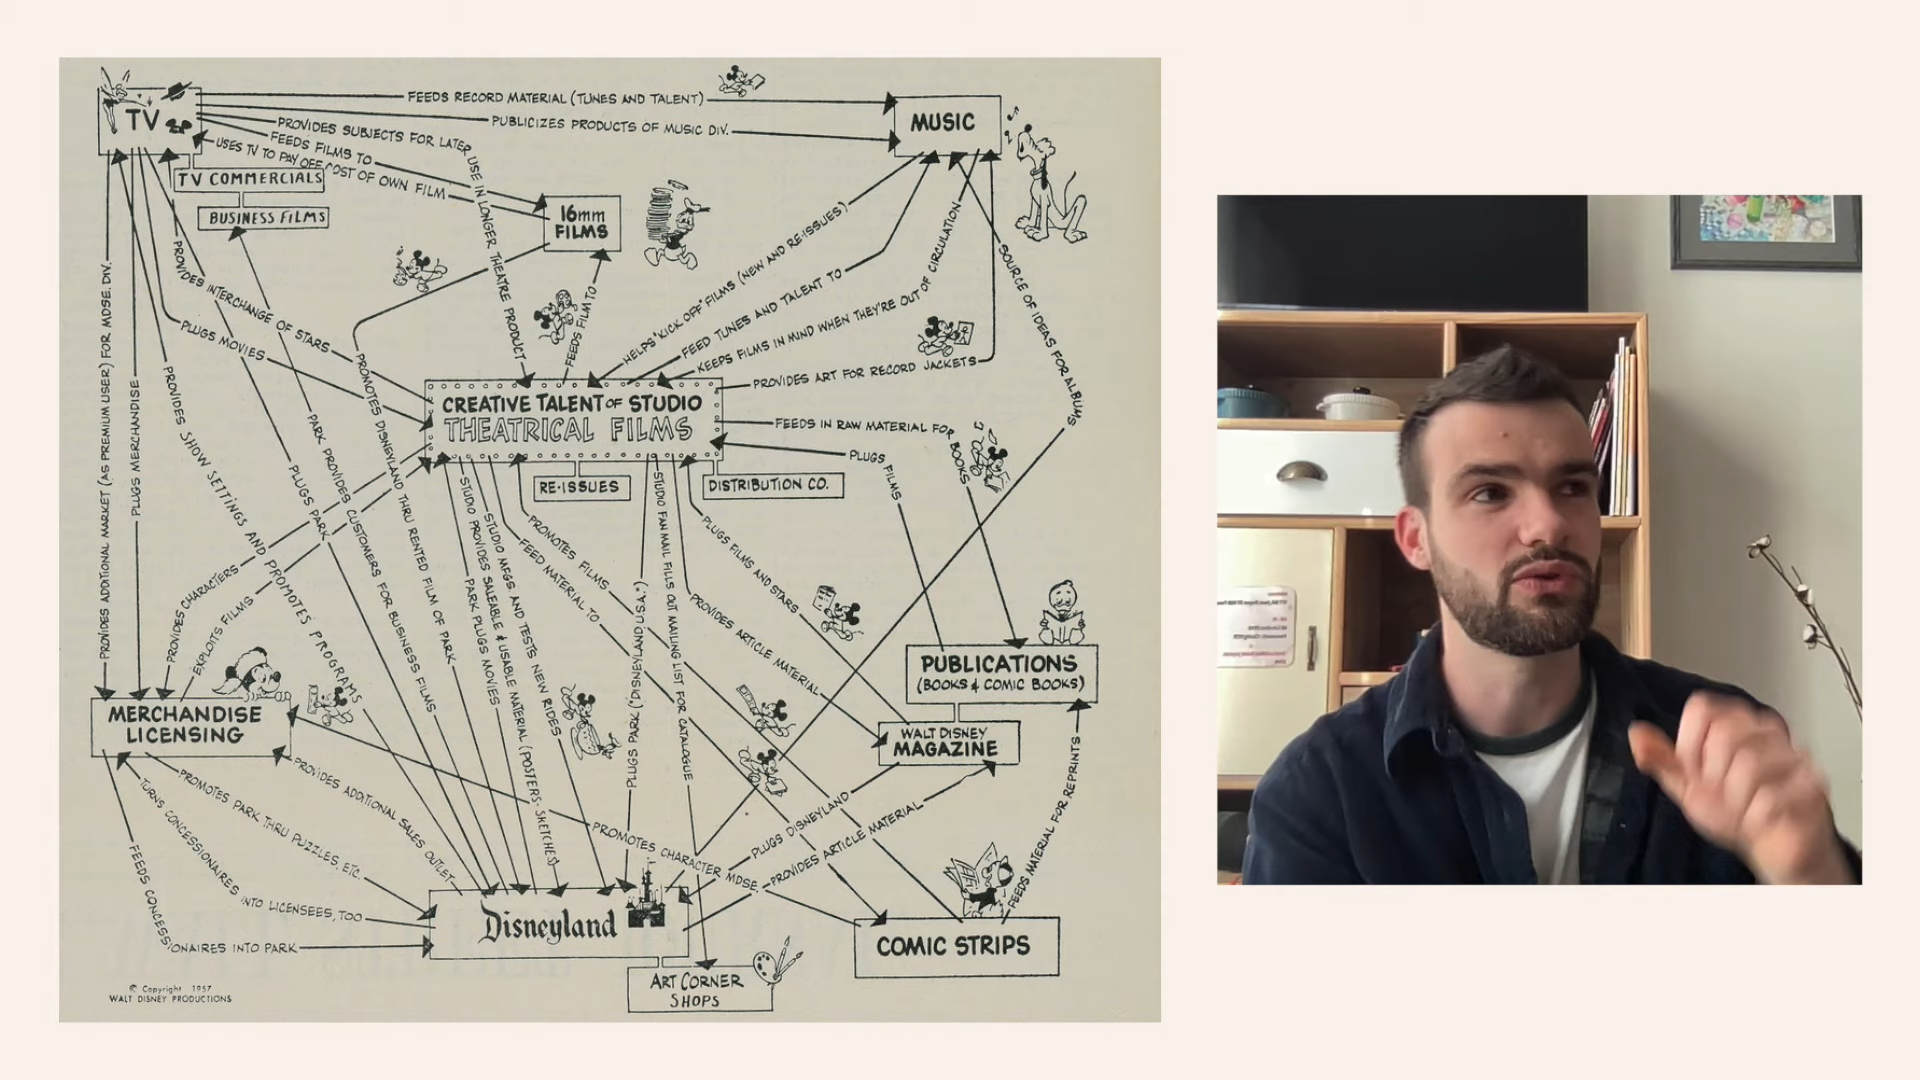 TV
FEEDS RECORD MATERIAL (TUNES AND TALENT)
PUBLICIZES PRODUCTS OF MUSIC DIV.
MUSIC
PROVIDES SUBJECTS FOR LATER USE IN LONGER THEATRE PRODUCT
FEEDS FILMS TO
USES TV TO PAY OFF COST OF OWN FILM
TV COMMERCIALS
BUSINESS FILMS
16mm
FILMS
PROVIDES ADDITIONAL MARKET (AS PREMIUM USER) FOR MDSE. DIV.
PLUGS MERCHANDISE
PROVIDES SHOW SETTINGS AND PROMOTES PROGRAMS
PROVIDES INTERCHANGE OF STARS
PLUGS MOVIES
PLUGS PARK
PARK PROVIDES CUSTOMERS FOR BUSINESS FILMS
PROMOTES DISNEYLAND THRU RENTED FILM OF PARK
FEEDS FILM TO
HELPS "KICK OFF" FILMS (NEW AND RE-ISSUES)
FEED TUNES AND TALENT TO
KEEPS FILMS IN MIND WHEN THEY'RE OUT OF CIRCULATION
PROVIDES ART FOR RECORD JACKETS
SOURCE OF IDEAS FOR ALBUMS
CREATIVE TALENT OF STUDIO
THEATRICAL FILMS
RE-ISSUES
DISTRIBUTION CO.
FEEDS IN RAW MATERIAL FOR BOOKS
PLUGS FILMS
PROVIDES CHARACTERS
EXPLOITS FILMS
PARK PLUGS MOVIES
STUDIO PROVIDES SALEABLE & USABLE MATERIAL (POSTERS-SKETCHES)
STUDIO MFGS. AND TESTS NEW RIDES
PROMOTES FILMS
FEED MATERIAL TO
PLUGS PARK ("DISNEYLAND U.S.A.")
STUDIO FAN MAIL FILLS OUT MAILING LIST FOR CATALOGUE
PLUGS FILMS AND STARS
PROVIDES ARTICLE MATERIAL
PUBLICATIONS
(BOOKS & COMIC BOOKS)
WALT DISNEY
MAGAZINE
MERCHANDISE
LICENSING
PROVIDES ADDITIONAL SALES OUTLET
PROMOTES PARK THRU PUZZLES, ETC.
TURNS CONCESSIONAIRES INTO LICENSEES, TOO
FEEDS CONCESSIONAIRES INTO PARK
PROMOTES CHARACTER MDSE.
PLUGS DISNEYLAND
PROVIDES ARTICLE MATERIAL
FEEDS MATERIAL FOR REPRINTS
Disneyland
COMIC STRIPS
ART CORNER
SHOPS
© Copyright 1957
WALT DISNEY PRODUCTIONS